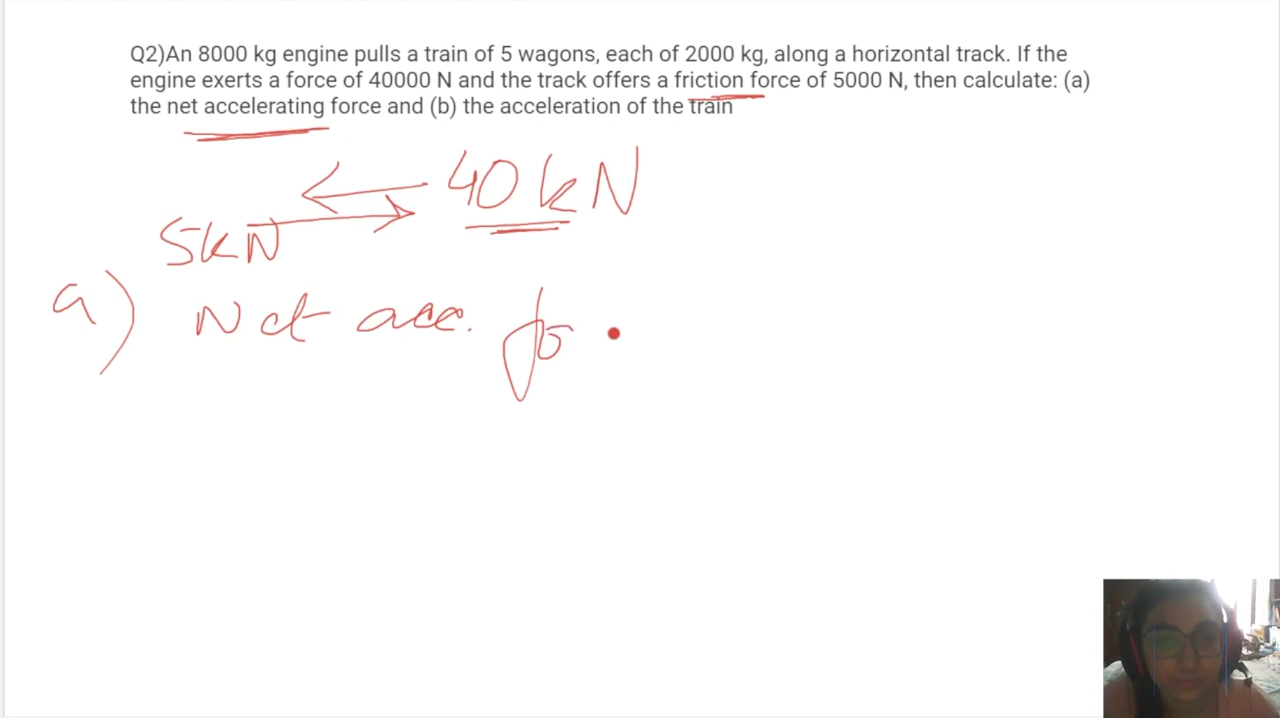 Q2)An 8000 kg engine pulls a train of 5 wagons, each of 2000 kg, along a horizontal track. If the
engine exerts a force of 40000 N and the track offers a friction force of 5000 N, then calculate: (a)
the net accelerating force and (b) the acceleration of the train
40 kN
5kN
a) Net acc. fo